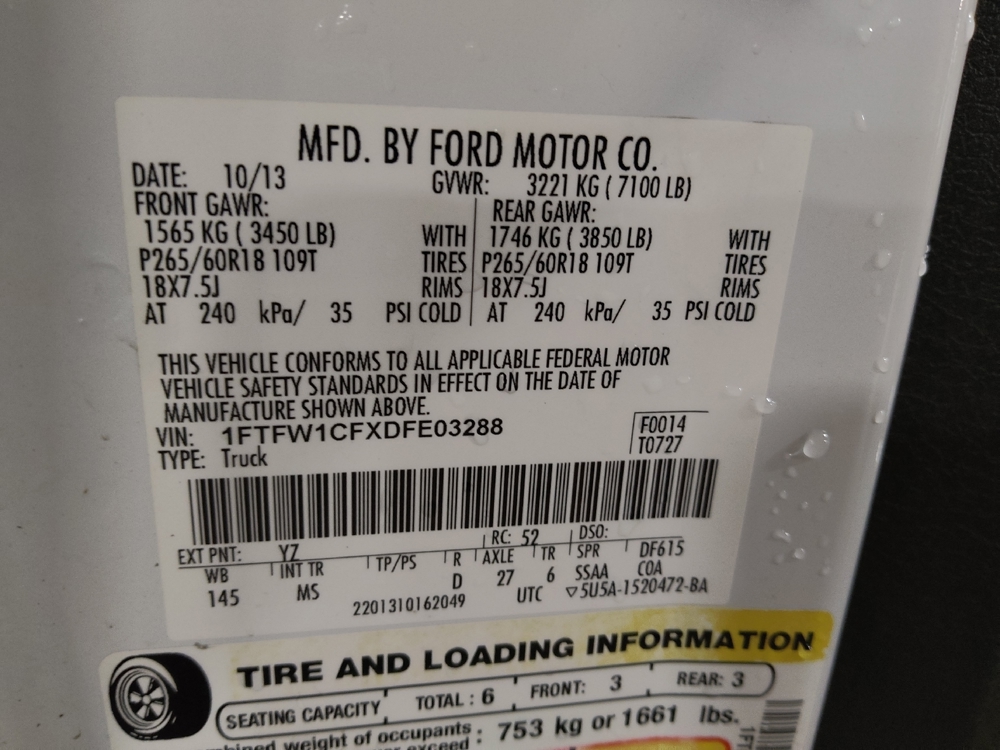 MFD. BY FORD MOTOR CO.
DATE: 10/13 GVWR: 3221 KG ( 7100 LB)
FRONT GAWR: REAR GAWR:
1565 KG ( 3450 LB) WITH 1746 KG ( 3850 LB) WITH
P265/60R18 109T TIRES P265/60R18 109T TIRES
18X7.5J RIMS 18X7.5J RIMS
AT 240 kPa/ 35 PSI COLD AT 240 kPa/ 35 PSI COLD
THIS VEHICLE CONFORMS TO ALL APPLICABLE FEDERAL MOTOR
VEHICLE SAFETY STANDARDS IN EFFECT ON THE DATE OF
MANUFACTURE SHOWN ABOVE.
VIN: 1FTFW1CFXDFE03288 F0014
TYPE: Truck T0727
EXT PNT: YZ RC: 52 DSO:
WB INT TR TP/PS R AXLE TR SPR DF615
145 MS D 27 6 SSAA COA
2201310162049 UTC ▽5U5A-1520472-BA
TIRE AND LOADING INFORMATION
SEATING CAPACITY TOTAL : 6 FRONT: 3 REAR: 3
weight of occupants : 753 kg or 1661 lbs.
exceed